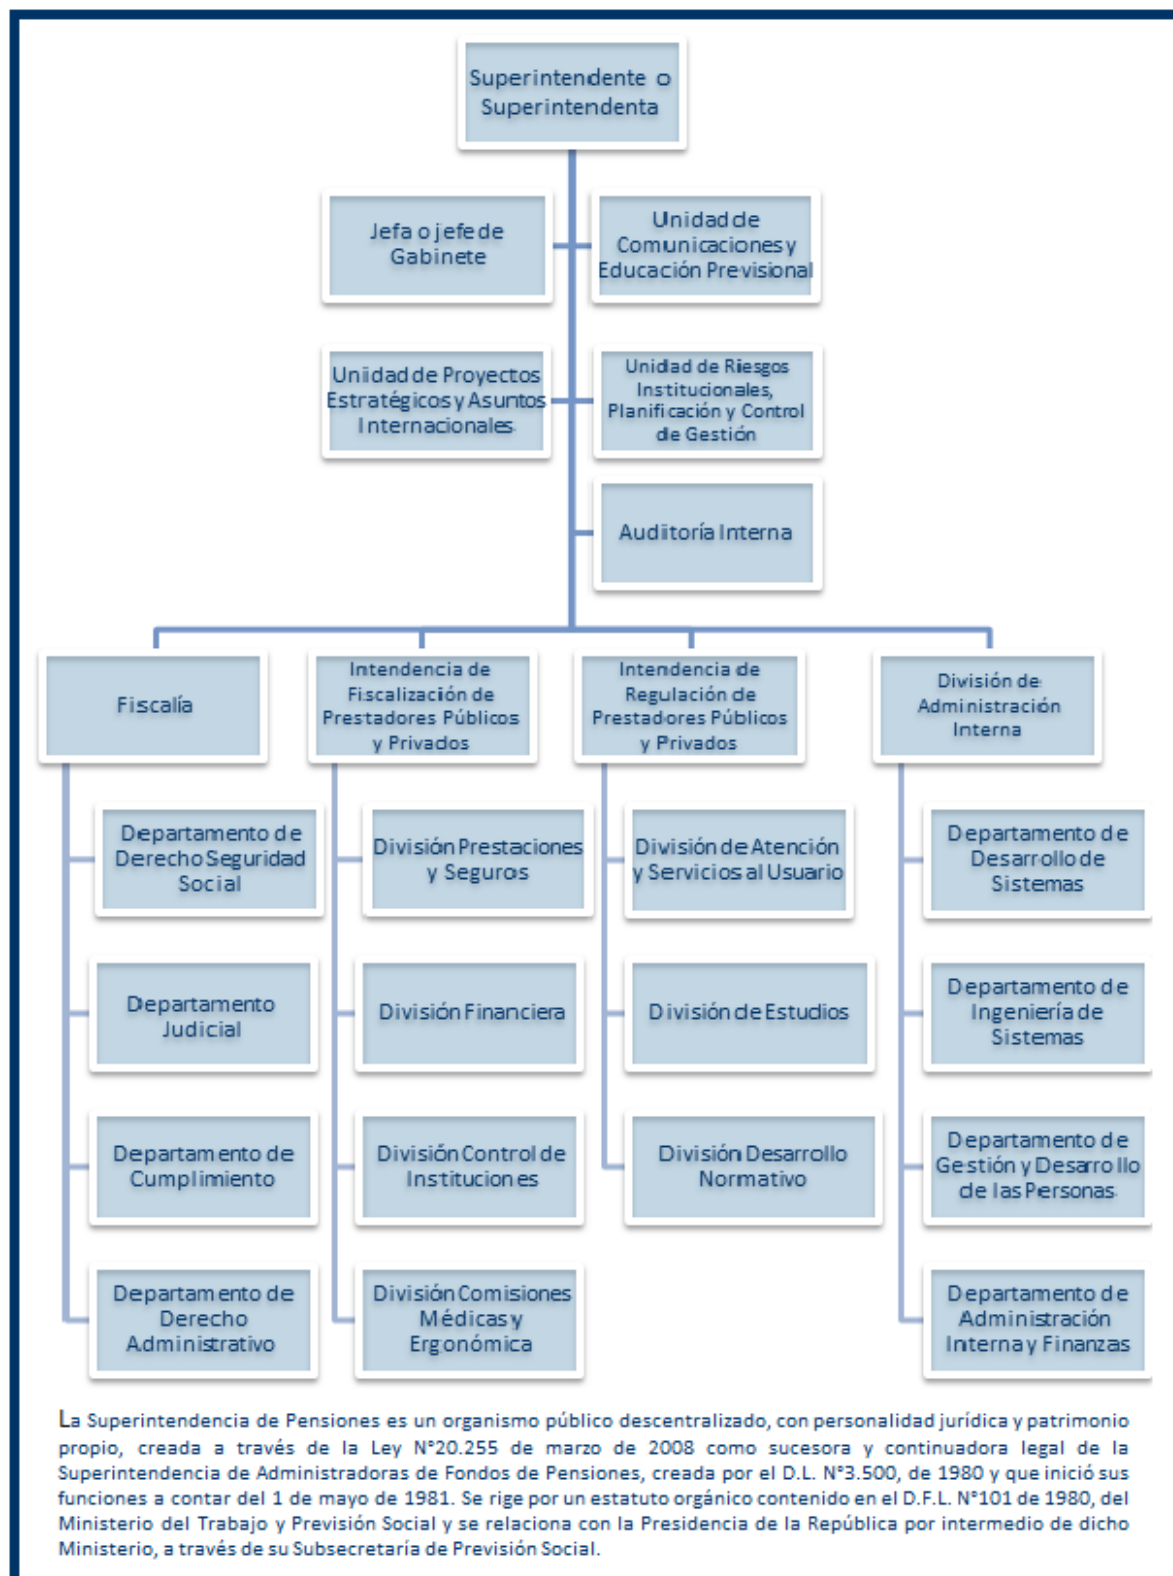 Superintendente o
Superintendenta
Jefa o jefe de
Gabinete
Unidad de
Comunicaciones y
Educación Previsional
Unidad de Proyectos
Estratégicos y Asuntos
Internacionales
Unidad de Riesgos
Institucionales,
Planificación y Control
de Gestión
Auditoría Interna
Fiscalía
Intendencia de
Fiscalización de
Prestadores Públicos
y Privados
Intendencia de
Regulación de
Prestadores Públicos
y Privados
División de
Administración
Interna
Departamento de
Derecho Seguridad
Social
División Prestaciones
y Seguros
División de Atención
y Servicios al Usuario
Departamento de
Desarrollo de
Sistemas
Departamento
Judicial
División Financiera
División de Estudios
Departamento de
Ingeniería de
Sistemas
Departamento de
Cumplimiento
División Control de
Instituciones
División Desarrollo
Normativo
Departamento de
Gestión y Desarrollo
de las Personas
Departamento de
Derecho
Administrativo
División Comisiones
Médicas y
Ergonómica
Departamento de
Administración
Interna y Finanzas
La Superintendencia de Pensiones es un organismo público descentralizado, con personalidad jurídica y patrimonio
propio, creada a través de la Ley N°20.255 de marzo de 2008 como sucesora y continuadora legal de la
Superintendencia de Administradoras de Fondos de Pensiones, creada por el D.L. N°3.500, de 1980 y que inició sus
funciones a contar del 1 de mayo de 1981. Se rige por un estatuto orgánico contenido en el D.F.L. N°101 de 1980, del
Ministerio del Trabajo y Previsión Social y se relaciona con la Presidencia de la República por intermedio de dicho
Ministerio, a través de su Subsecretaría de Previsión Social.